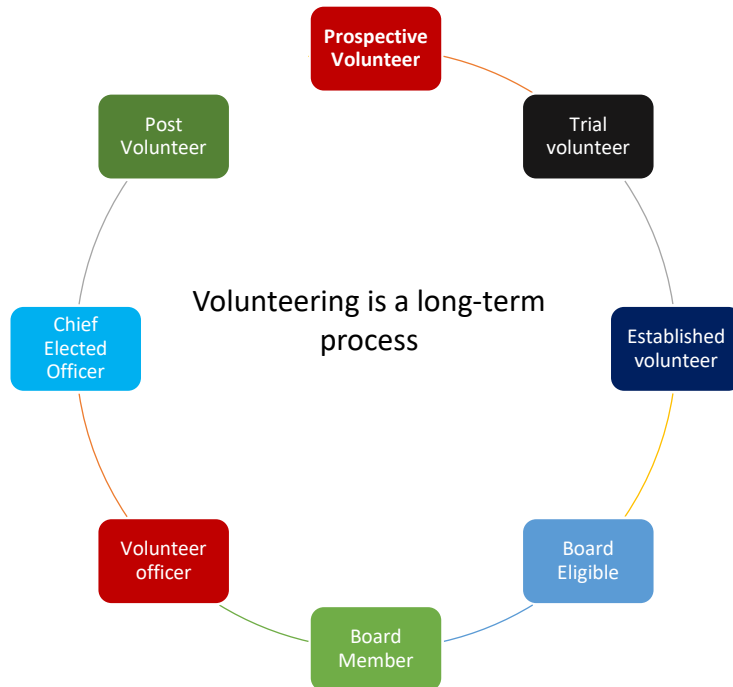 Prospective
Volunteer
Trial
volunteer
Established
volunteer
Board
Eligible
Board
Member
Volunteer
officer
Chief
Elected
Officer
Post
Volunteer
Volunteering is a long-term
process